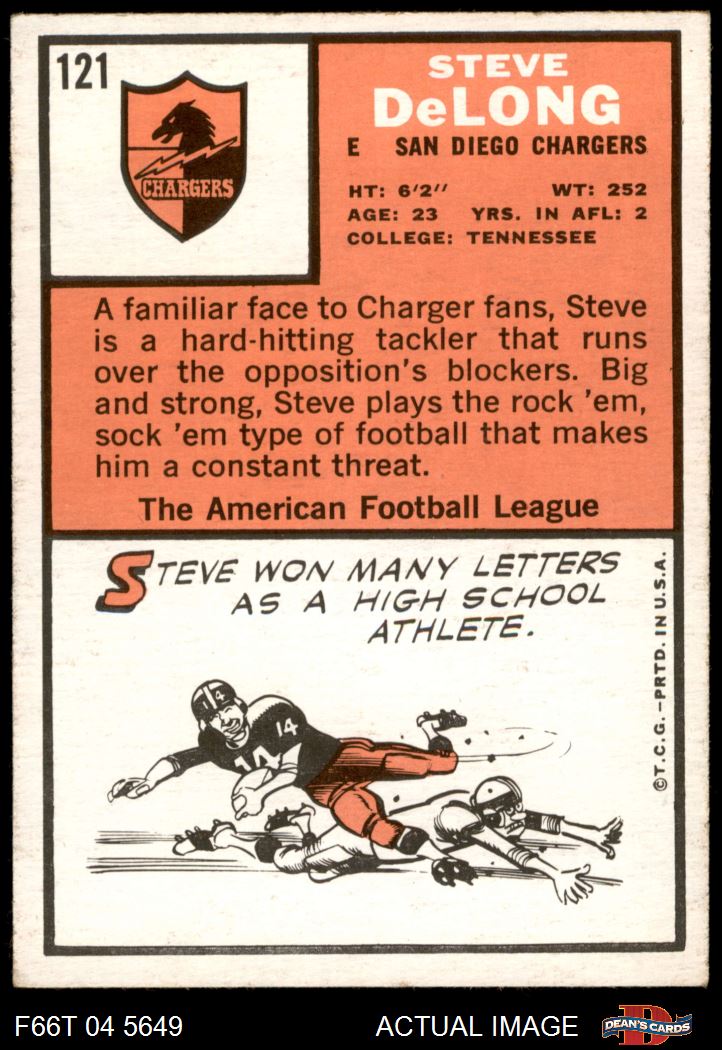 121
CHARGERS
STEVE
DeLONG
E SAN DIEGO CHARGERS
HT: 6'2" WT: 252
AGE: 23 YRS. IN AFL: 2
COLLEGE: TENNESSEE
A familiar face to Charger fans, Steve
is a hard-hitting tackler that runs
over the opposition's blockers. Big
and strong, Steve plays the rock 'em,
sock 'em type of football that makes
him a constant threat.
The American Football League
STEVE WON MANY LETTERS
AS A HIGH SCHOOL
ATHLETE.
4
14
14
©T.C.G.–PRTD. IN U.S.A.
F66T 04 5649 ACTUAL IMAGE
D
DEAN'S CARDS